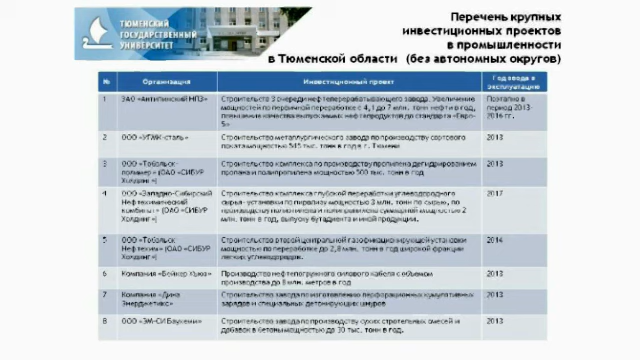 ТЮМЕНСКИЙ
ГОСУДАРСТВЕННЫЙ
УНИВЕРСИТЕТ
Перечень крупных
инвестиционных проектов
в промышленности
в Тюменской области (без автономных округов)
№ Организация Инвестиционный проект Год ввода в
эксплуатацию
1 ЗАО «Антипинский НПЗ» Строительство 3 очереди нефтеперерабатывающего завода. Увеличение
мощностей по первичной переработке с 4,1 до 7 млн. тонн нефти в год,
повышение качества выпускаемых нефтепродуктов до стандарта «Евро-
5»
Поэтапно в
период 2013-
2016 гг.
2 ООО «УГМК-сталь» Строительство металлургического завода по производству сортового
проката мощностью 545 тыс. тонн в год в г. Тюмени
2013
3 ООО «Тобольск-
полимер» (ОАО «СИБУР
Холдинг»)
Строительство комплекса по производству пропилена дегидрированием
пропана и полипропилена мощностью 500 тыс. тонн в год
2013
4 ООО «Западно-Сибирский
Нефтехимический
комбинат» (ОАО «СИБУР
Холдинг»)
Строительство комплекса глубокой переработки углеводородного
сырья - установки по пиролизу мощностью 3 млн. тонн по сырью, по
производству полиэтилена и полипропилена суммарной мощностью 2
млн. тонн в год, выпуску бутадиена и иной продукции.
2017
5 ООО «Тобольск-
Нефтехим» (ОАО «СИБУР
Холдинг»)
Строительство второй центральной газофракционирующей установки
мощностью по переработке до 2,8 млн. тонн в год широкой фракции
легких углеводородов.
2014
6 Компания «Бейкер Хьюз» Производство нефтепогружного силового кабеля с объемом
производства до 8 млн. метров в год
2013
7 Компания «Дина
Энерджетикс»
Строительство завода по изготовлению перфорационных кумулятивных
зарядов и специальных детонирующих шнуров
2013
8 ООО «ЭМ-СИ Баухеми» Строительство завода по производству сухих строительных смесей и
добавок в бетоны мощностью до 30 тыс. тонн в год.
2013